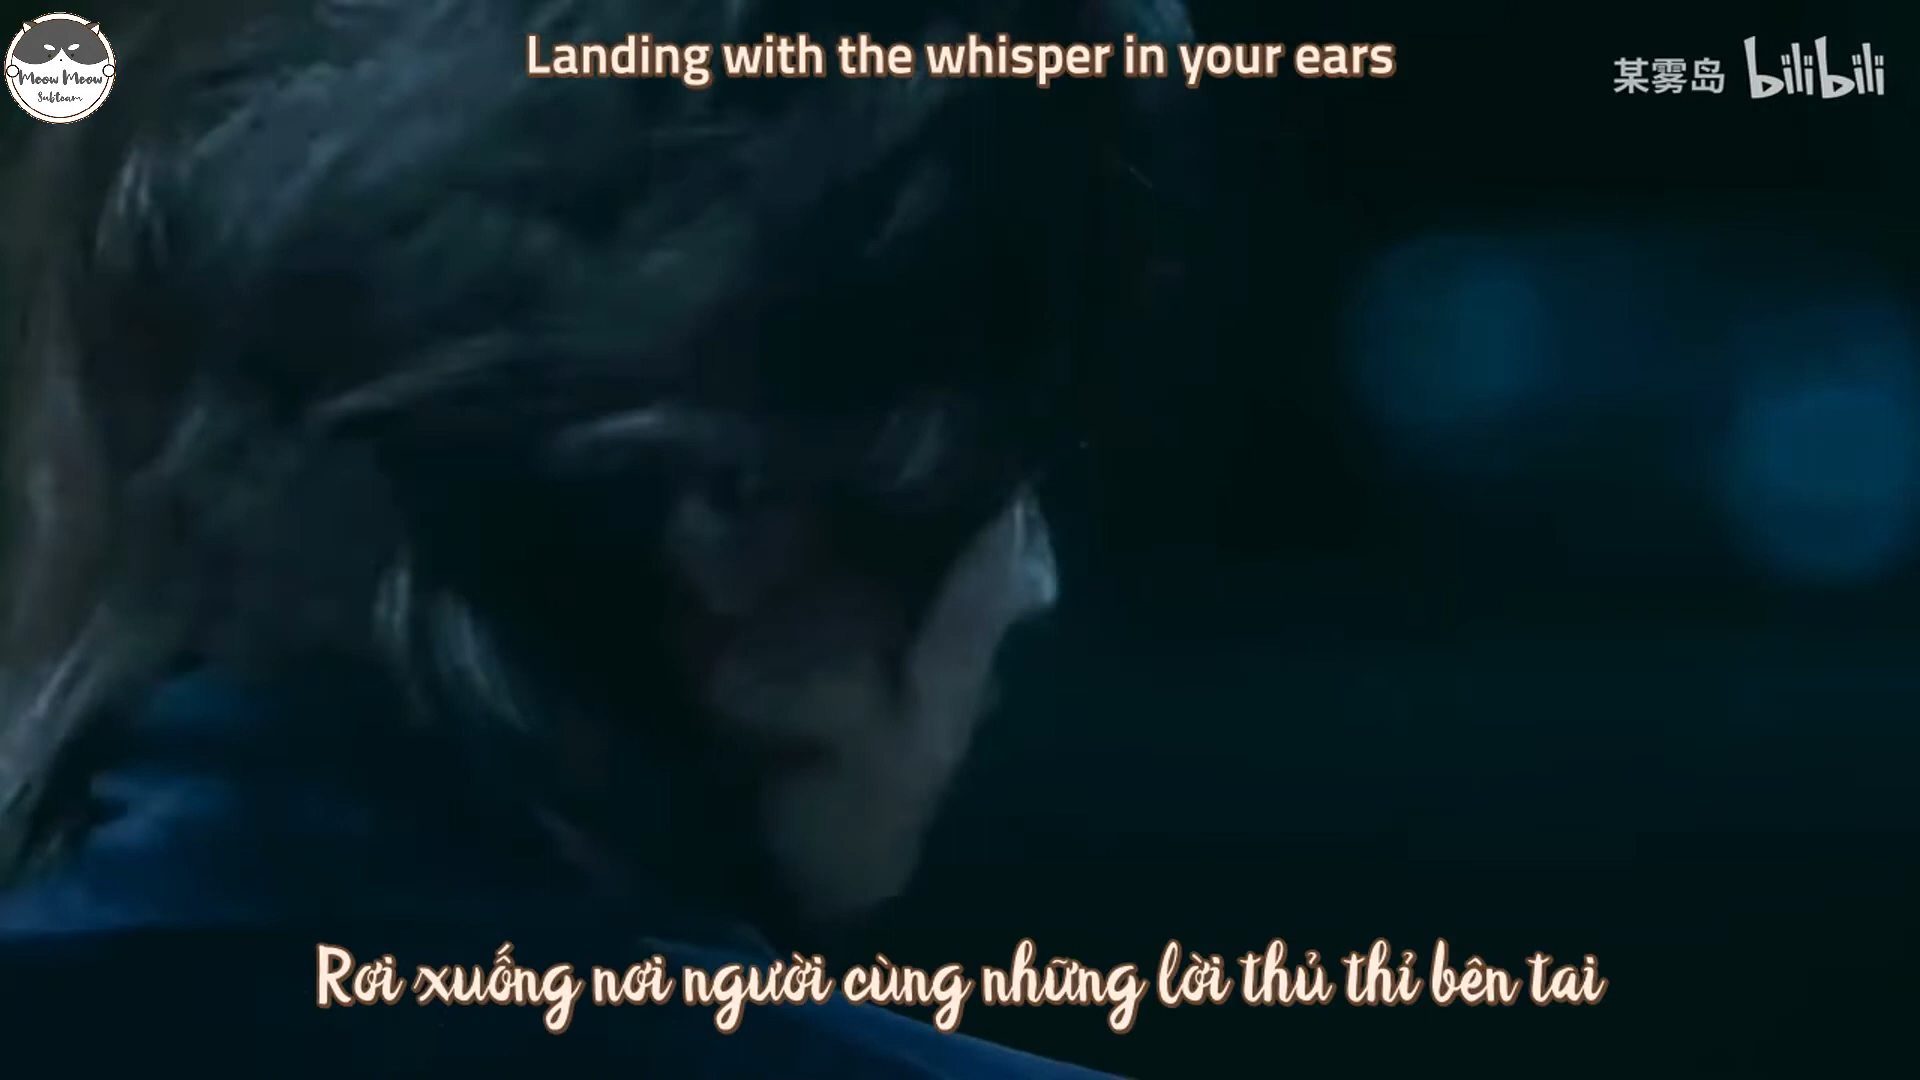 Landing with the whisper in your ears
某雾岛 bilibili
Meow Meow
Subteam
Rơi xuống nơi người cùng những lời thủ thỉ bên tai